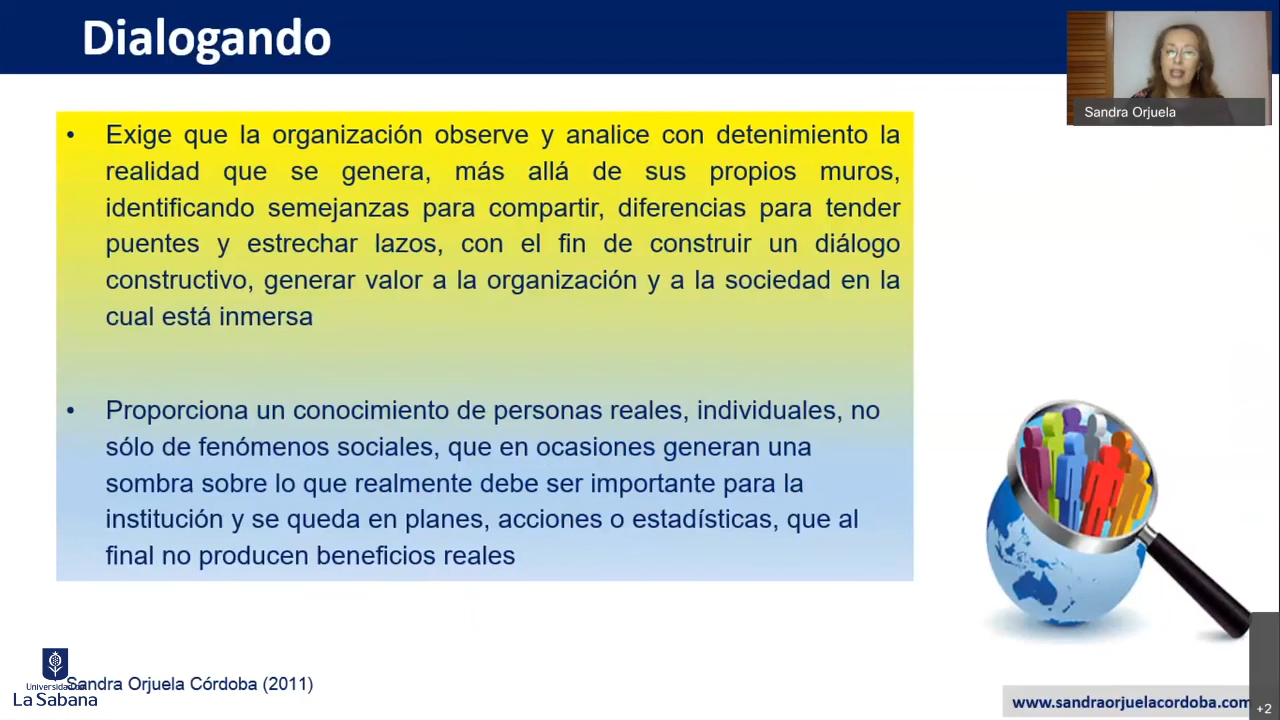 Dialogando
Sandra Orjuela
• Exige que la organización observe y analice con detenimiento la
realidad que se genera, más allá de sus propios muros,
identificando semejanzas para compartir, diferencias para tender
puentes y estrechar lazos, con el fin de construir un diálogo
constructivo, generar valor a la organización y a la sociedad en la
cual está inmersa
• Proporciona un conocimiento de personas reales, individuales, no
sólo de fenómenos sociales, que en ocasiones generan una
sombra sobre lo que realmente debe ser importante para la
institución y se queda en planes, acciones o estadísticas, que al
final no producen beneficios reales
Sandra Orjuela Córdoba (2011)
La Sabana
www.sandraorjuelacordoba.com
+2